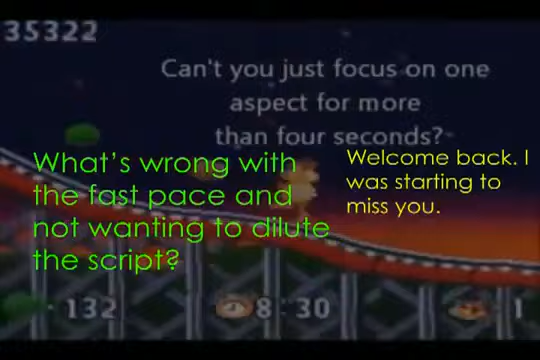 35322
Can't you just focus on one
aspect for more
than four seconds?
What's wrong with
the fast pace and
not wanting to dilute
the script?
Welcome back. I
was starting to
miss you.
132
8:30
1